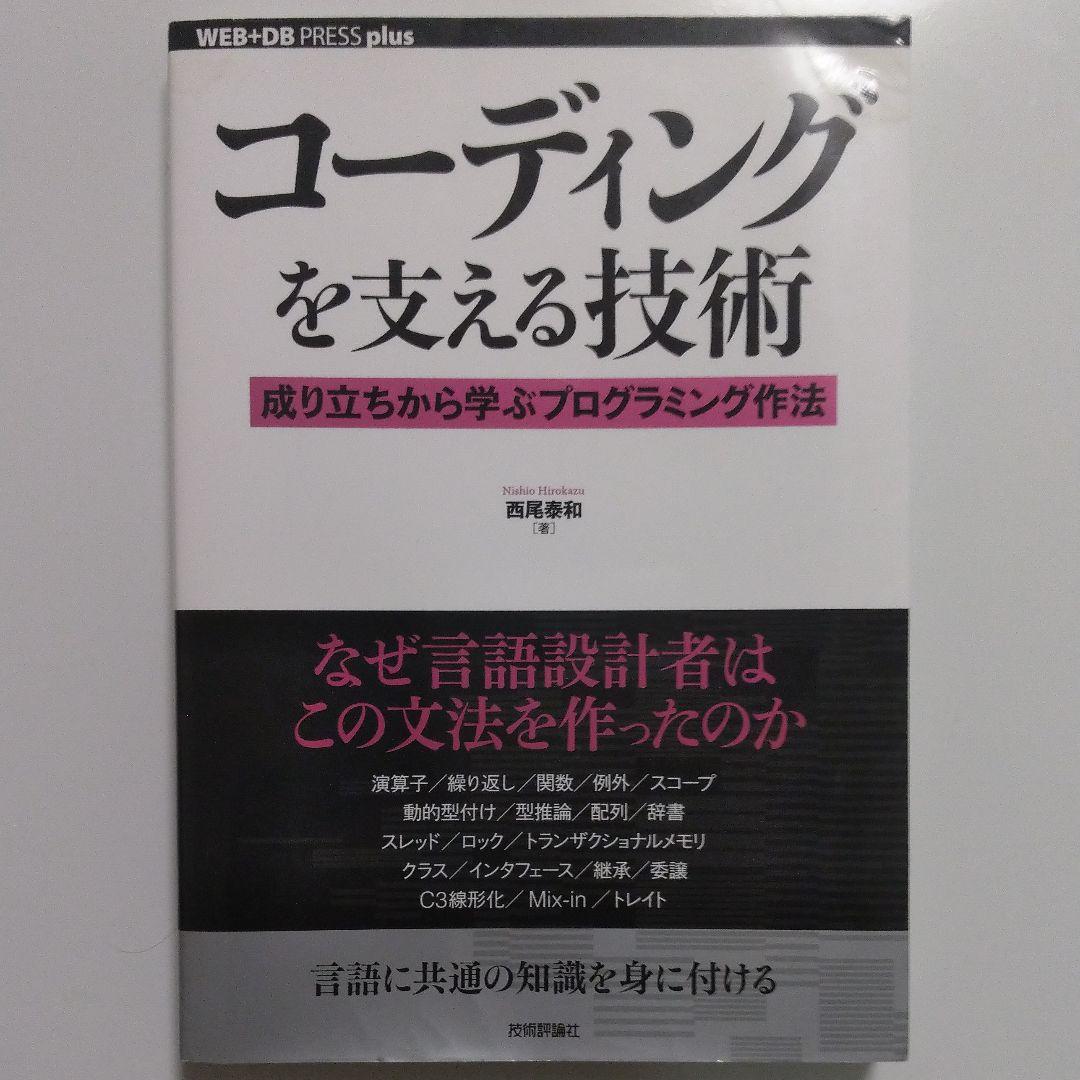 WEB+DB PRESS plus
コーディング
を支える技術
成り立ちから学ぶプログラミング作法
Nishio Hirokazu
西尾泰和
[著]
なぜ言語設計者は
この文法を作ったのか
演算子／繰り返し／関数／例外／スコープ
動的型付け／型推論／配列／辞書
スレッド／ロック／トランザクショナルメモリ
クラス／インタフェース／継承／委譲
C3線形化／Mix-in／トレイト
言語に共通の知識を身に付ける
技術評論社